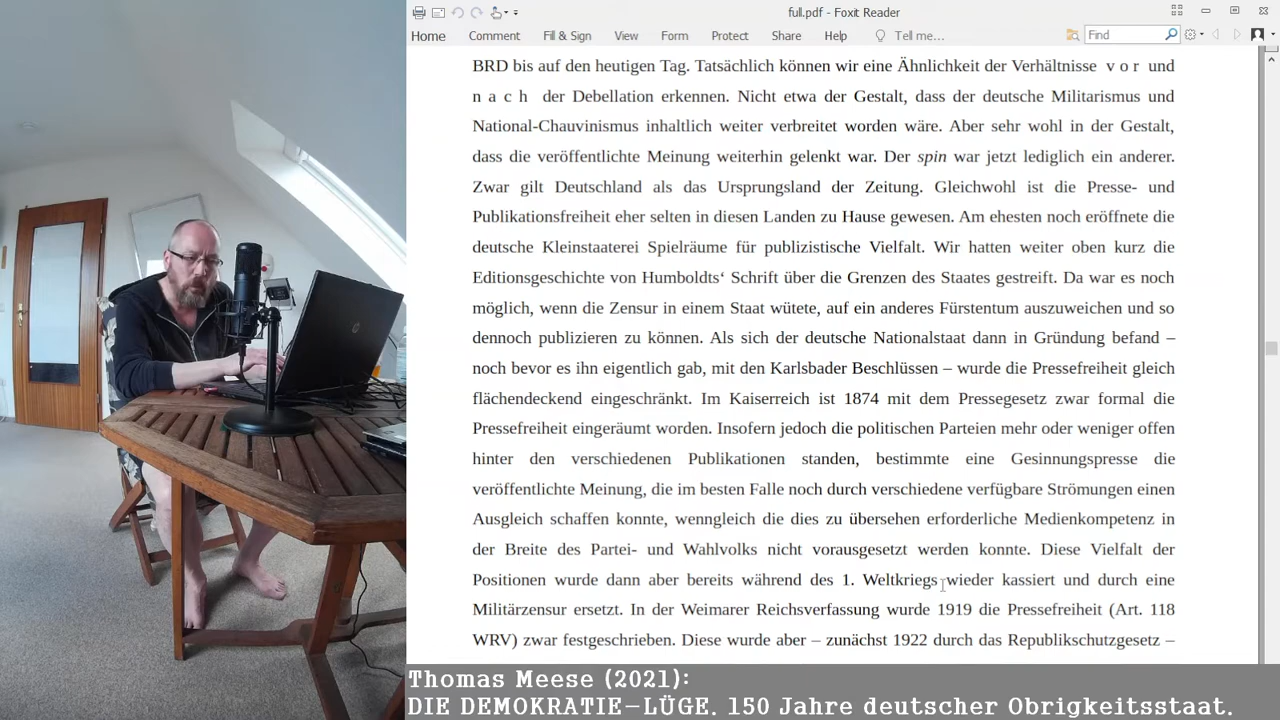 full.pdf - Foxit Reader
Home Comment Fill & Sign View Form Protect Share Help Tell me... Find
BRD bis auf den heutigen Tag. Tatsächlich können wir eine Ähnlichkeit der Verhältnisse v o r und
n a c h der Debellation erkennen. Nicht etwa der Gestalt, dass der deutsche Militarismus und
National-Chauvinismus inhaltlich weiter verbreitet worden wäre. Aber sehr wohl in der Gestalt,
dass die veröffentlichte Meinung weiterhin gelenkt war. Der spin war jetzt lediglich ein anderer.
Zwar gilt Deutschland als das Ursprungsland der Zeitung. Gleichwohl ist die Presse- und
Publikationsfreiheit eher selten in diesen Landen zu Hause gewesen. Am ehesten noch eröffnete die
deutsche Kleinstaaterei Spielräume für publizistische Vielfalt. Wir hatten weiter oben kurz die
Editionsgeschichte von Humboldts‘ Schrift über die Grenzen des Staates gestreift. Da war es noch
möglich, wenn die Zensur in einem Staat wütete, auf ein anderes Fürstentum auszuweichen und so
dennoch publizieren zu können. Als sich der deutsche Nationalstaat dann in Gründung befand –
noch bevor es ihn eigentlich gab, mit den Karlsbader Beschlüssen – wurde die Pressefreiheit gleich
flächendeckend eingeschränkt. Im Kaiserreich ist 1874 mit dem Pressegesetz zwar formal die
Pressefreiheit eingeräumt worden. Insofern jedoch die politischen Parteien mehr oder weniger offen
hinter den verschiedenen Publikationen standen, bestimmte eine Gesinnungspresse die
veröffentlichte Meinung, die im besten Falle noch durch verschiedene verfügbare Strömungen einen
Ausgleich schaffen konnte, wenngleich die dies zu übersehen erforderliche Medienkompetenz in
der Breite des Partei- und Wahlvolks nicht vorausgesetzt werden konnte. Diese Vielfalt der
Positionen wurde dann aber bereits während des 1. Weltkriegs wieder kassiert und durch eine
Militärzensur ersetzt. In der Weimarer Reichsverfassung wurde 1919 die Pressefreiheit (Art. 118
WRV) zwar festgeschrieben. Diese wurde aber – zunächst 1922 durch das Republikschutzgesetz –
Thomas Meese (2021):
DIE DEMOKRATIE–LÜGE. 150 Jahre deutscher Obrigkeitsstaat.